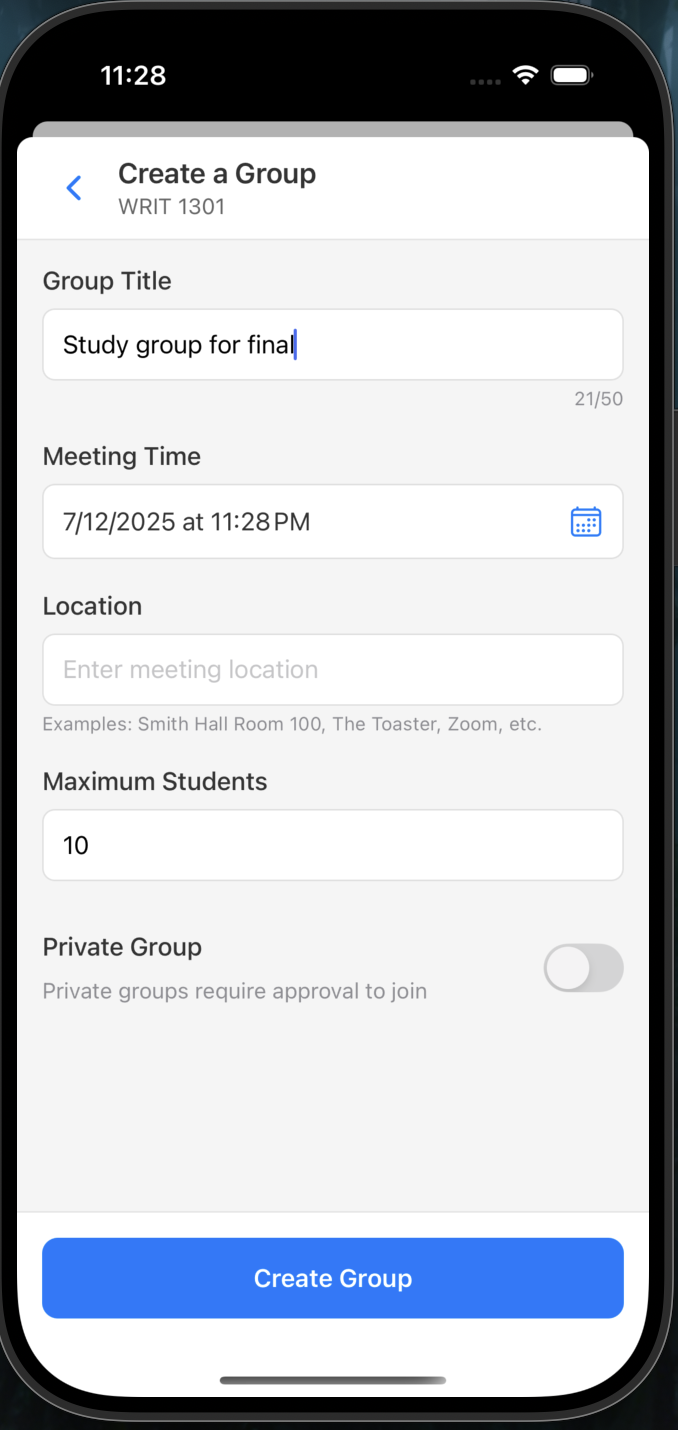 11:28
Create a Group
WRIT 1301
Group Title
Study group for final
21/50
Meeting Time
7/12/2025 at 11:28 PM
Location
Enter meeting location
Examples: Smith Hall Room 100, The Toaster, Zoom, etc.
Maximum Students
10
Private Group
Private groups require approval to join
Create Group